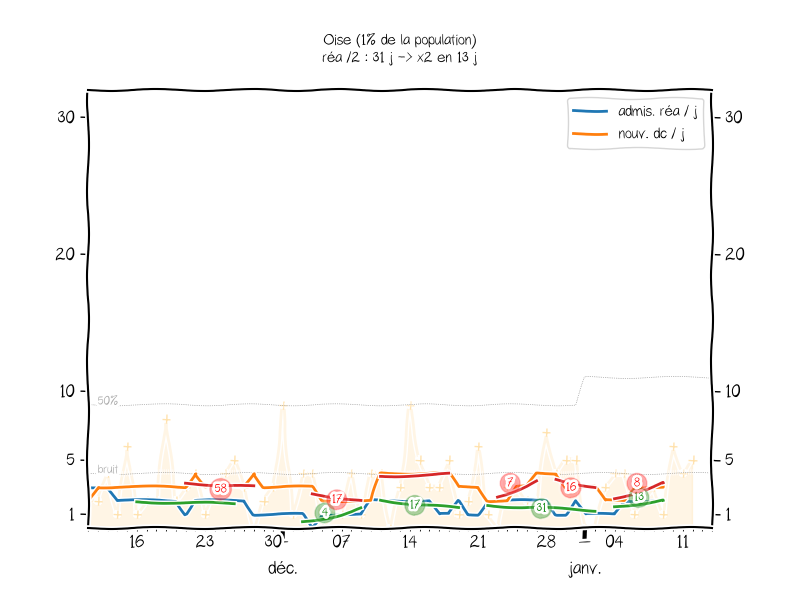 Oise (1% de la population)
réa /2 : 31 j -> x2 en 13 j
admis. réa / j
nouv. dc / j
30
30
20
20
10
10
50%
5
5
bruit
1
1
58
17
4
17
7
31
16
8
13
16 23 30 07 14 21 28 04 11
déc. janv.